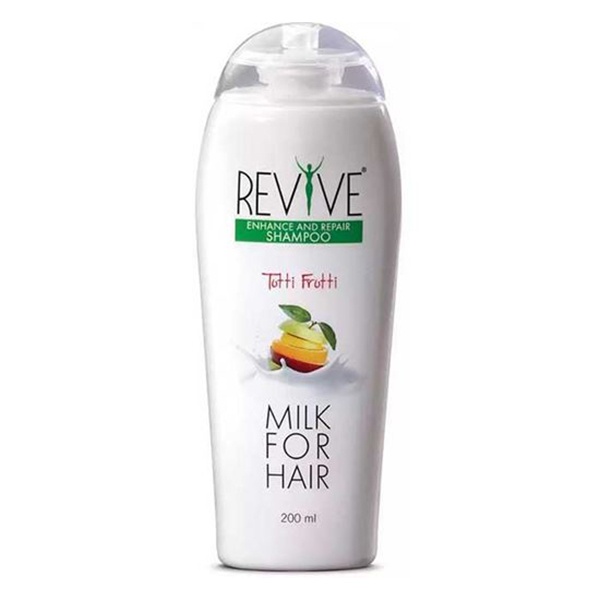 REVIVE®
ENHANCE AND REPAIR
SHAMPOO
Tutti Frutti
MILK
FOR
HAIR
200 ml